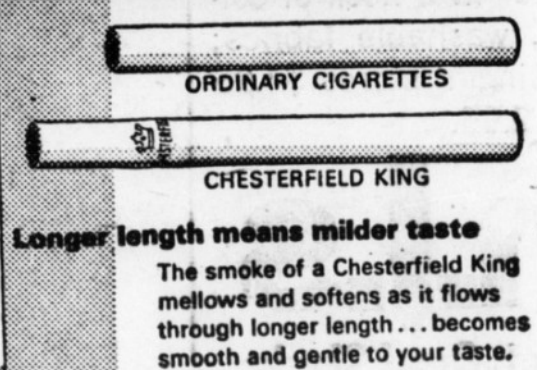 ORDINARY CIGARETTES
CHESTERFIELD KING
Longer length means milder taste
The smoke of a Chesterfield King
mellows and softens as it flows
through longer length... becomes
smooth and gentle to your taste.